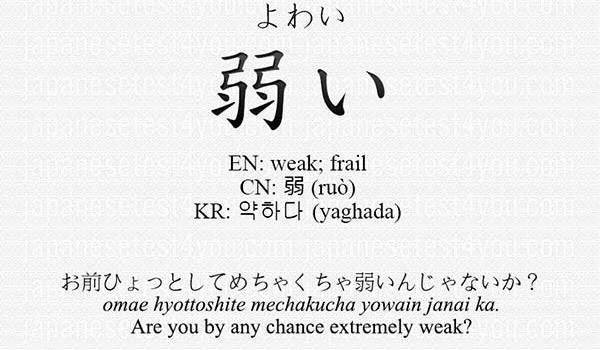 よわい
弱い
EN: weak; frail
CN: 弱 (ruò)
KR: 약하다 (yaghada)
お前ひょっとしてめちゃくちゃ弱いんじゃないか？
omae hyottoshite mechakucha yowain janai ka.
Are you by any chance extremely weak?
japanesetest4you.com